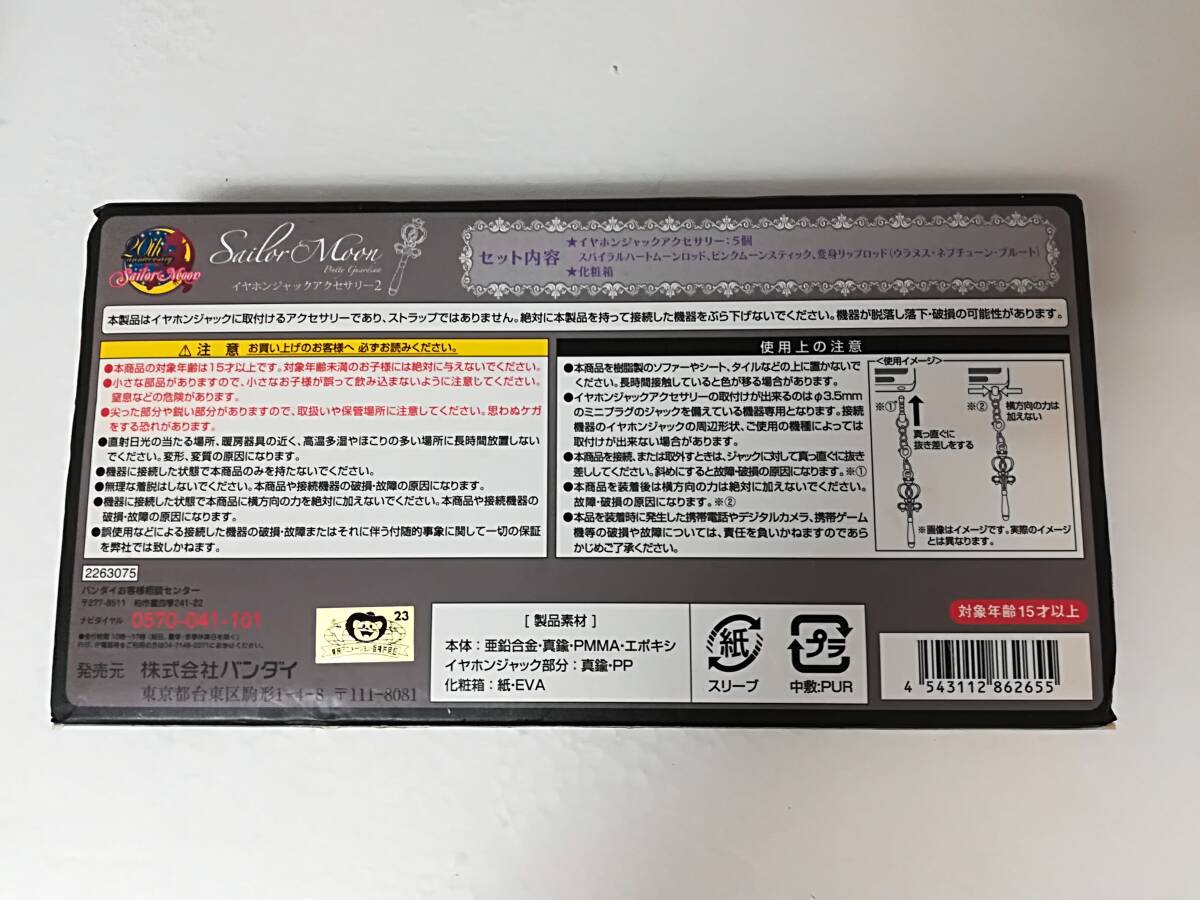 20th
anniversary
Sailor Moon
Sailor Moon
Pretty Guardian
イヤホンジャックアクセサリー2
セット内容
★イヤホンジャックアクセサリー:5個
スパイラルハートムーンロッド、ピンクムーンスティック、変身リップロッド(ウラヌス・ネプチューン・プルート)
★化粧箱
本製品はイヤホンジャックに取付けるアクセサリーであり、ストラップではありません。絶対に本製品を持って接続した機器をぶら下げないでください。機器が脱落し落下・破損の可能性があります。
⚠注 意 お買い上げのお客様へ 必ずお読みください。
●本商品の対象年齢は15才以上です。対象年齢未満のお子様には絶対に与えないでください。
●小さな部品がありますので、小さなお子様が誤って飲み込まないように注意してください。
窒息などの危険があります。
●尖った部分や鋭い部分がありますので、取扱いや保管場所に注意してください。思わぬケガ
をする恐れがあります。
●直射日光の当たる場所、暖房器具の近く、高温多湿やほこりの多い場所に長時間放置しない
でください。変形、変質の原因になります。
●機器に接続した状態で本商品のみを持たないでください。
●無理な着脱はしないでください。本商品や接続機器の破損・故障の原因になります。
●機器に接続した状態で本商品に横方向の力を絶対に加えないでください。本商品や接続機器の
破損・故障の原因になります。
●誤使用などによる接続した機器の破損・故障またはそれに伴う付随的事象に関して一切の保証
を弊社では致しかねます。
使用上の注意
●本商品を樹脂製のソファーやシート、タイルなどの上に置かないで
ください。長時間接触していると色が移る場合があります。
●イヤホンジャックアクセサリーの取付けが出来るのはφ3.5mm
のミニプラグのジャックを備えている機器専用となります。接続
機器のイヤホンジャックの周辺形状、ご使用の機種によっては
取付けが出来ない場合があります。
●本商品を接続、または取外すときは、ジャックに対して真っ直ぐに抜き
差ししてください。斜めにすると故障・破損の原因になります。※①
●本商品を装着後は横方向の力は絶対に加えないでください。
故障・破損の原因になります。※②
●本品を装着時に発生した携帯電話やデジタルカメラ、携帯ゲーム
機等の破損や故障については、責任を負いかねますのであら
かじめご了承ください。
<使用イメージ>
※①
真っ直ぐに
抜き差しをする
※②
横方向の力は
加えない
※画像はイメージです。実際のイメージ
とは異なります。
2263075
バンダイお客様相談センター
〒277-8511 柏市豊四季241-22
ナビダイヤル 0570-041-101
発売元 株式会社バンダイ
東京都台東区駒形1-4-8 〒111-8081
23
[製品素材]
本体:亜鉛合金・真鍮・PMMA・エポキシ
イヤホンジャック部分:真鍮・PP
化粧箱:紙・EVA
紙
スリーブ
プラ
中敷:PUR
対象年齢15才以上
4 543112 862655